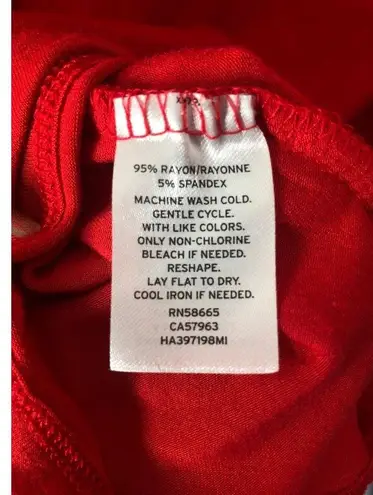 95% RAYON/RAYONNE
5% SPANDEX
MACHINE WASH COLD.
GENTLE CYCLE.
WITH LIKE COLORS.
ONLY NON-CHLORINE
BLEACH IF NEEDED.
RESHAPE.
LAY FLAT TO DRY.
COOL IRON IF NEEDED.
RN58665
CA57963
HA397198MI